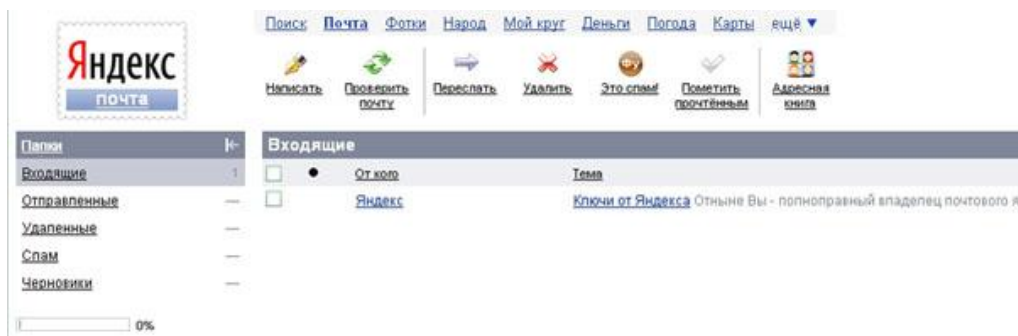 Поиск Почта Фотки Народ Мой круг Деньги Погода Карты ещё ▼
Яндекс
почта
Написать Проверить почту Переслать Удалить Это спам! Пометить прочтённым Адресная книга
Папки
Входящие 1
Отправленные —
Удаленные —
Спам —
Черновики —
0%
Входящие
От кого Тема
Яндекс Ключи от Яндекса Отныне Вы - полноправный владелец почтового